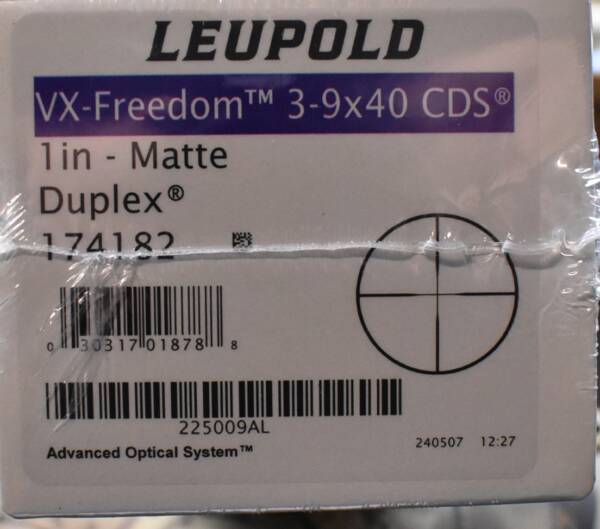 LEUPOLD
VX-Freedom™ 3-9x40 CDS®
1in - Matte
Duplex®
174182
0 30317 01878 8
225009AL
Advanced Optical System™
240507 12:27